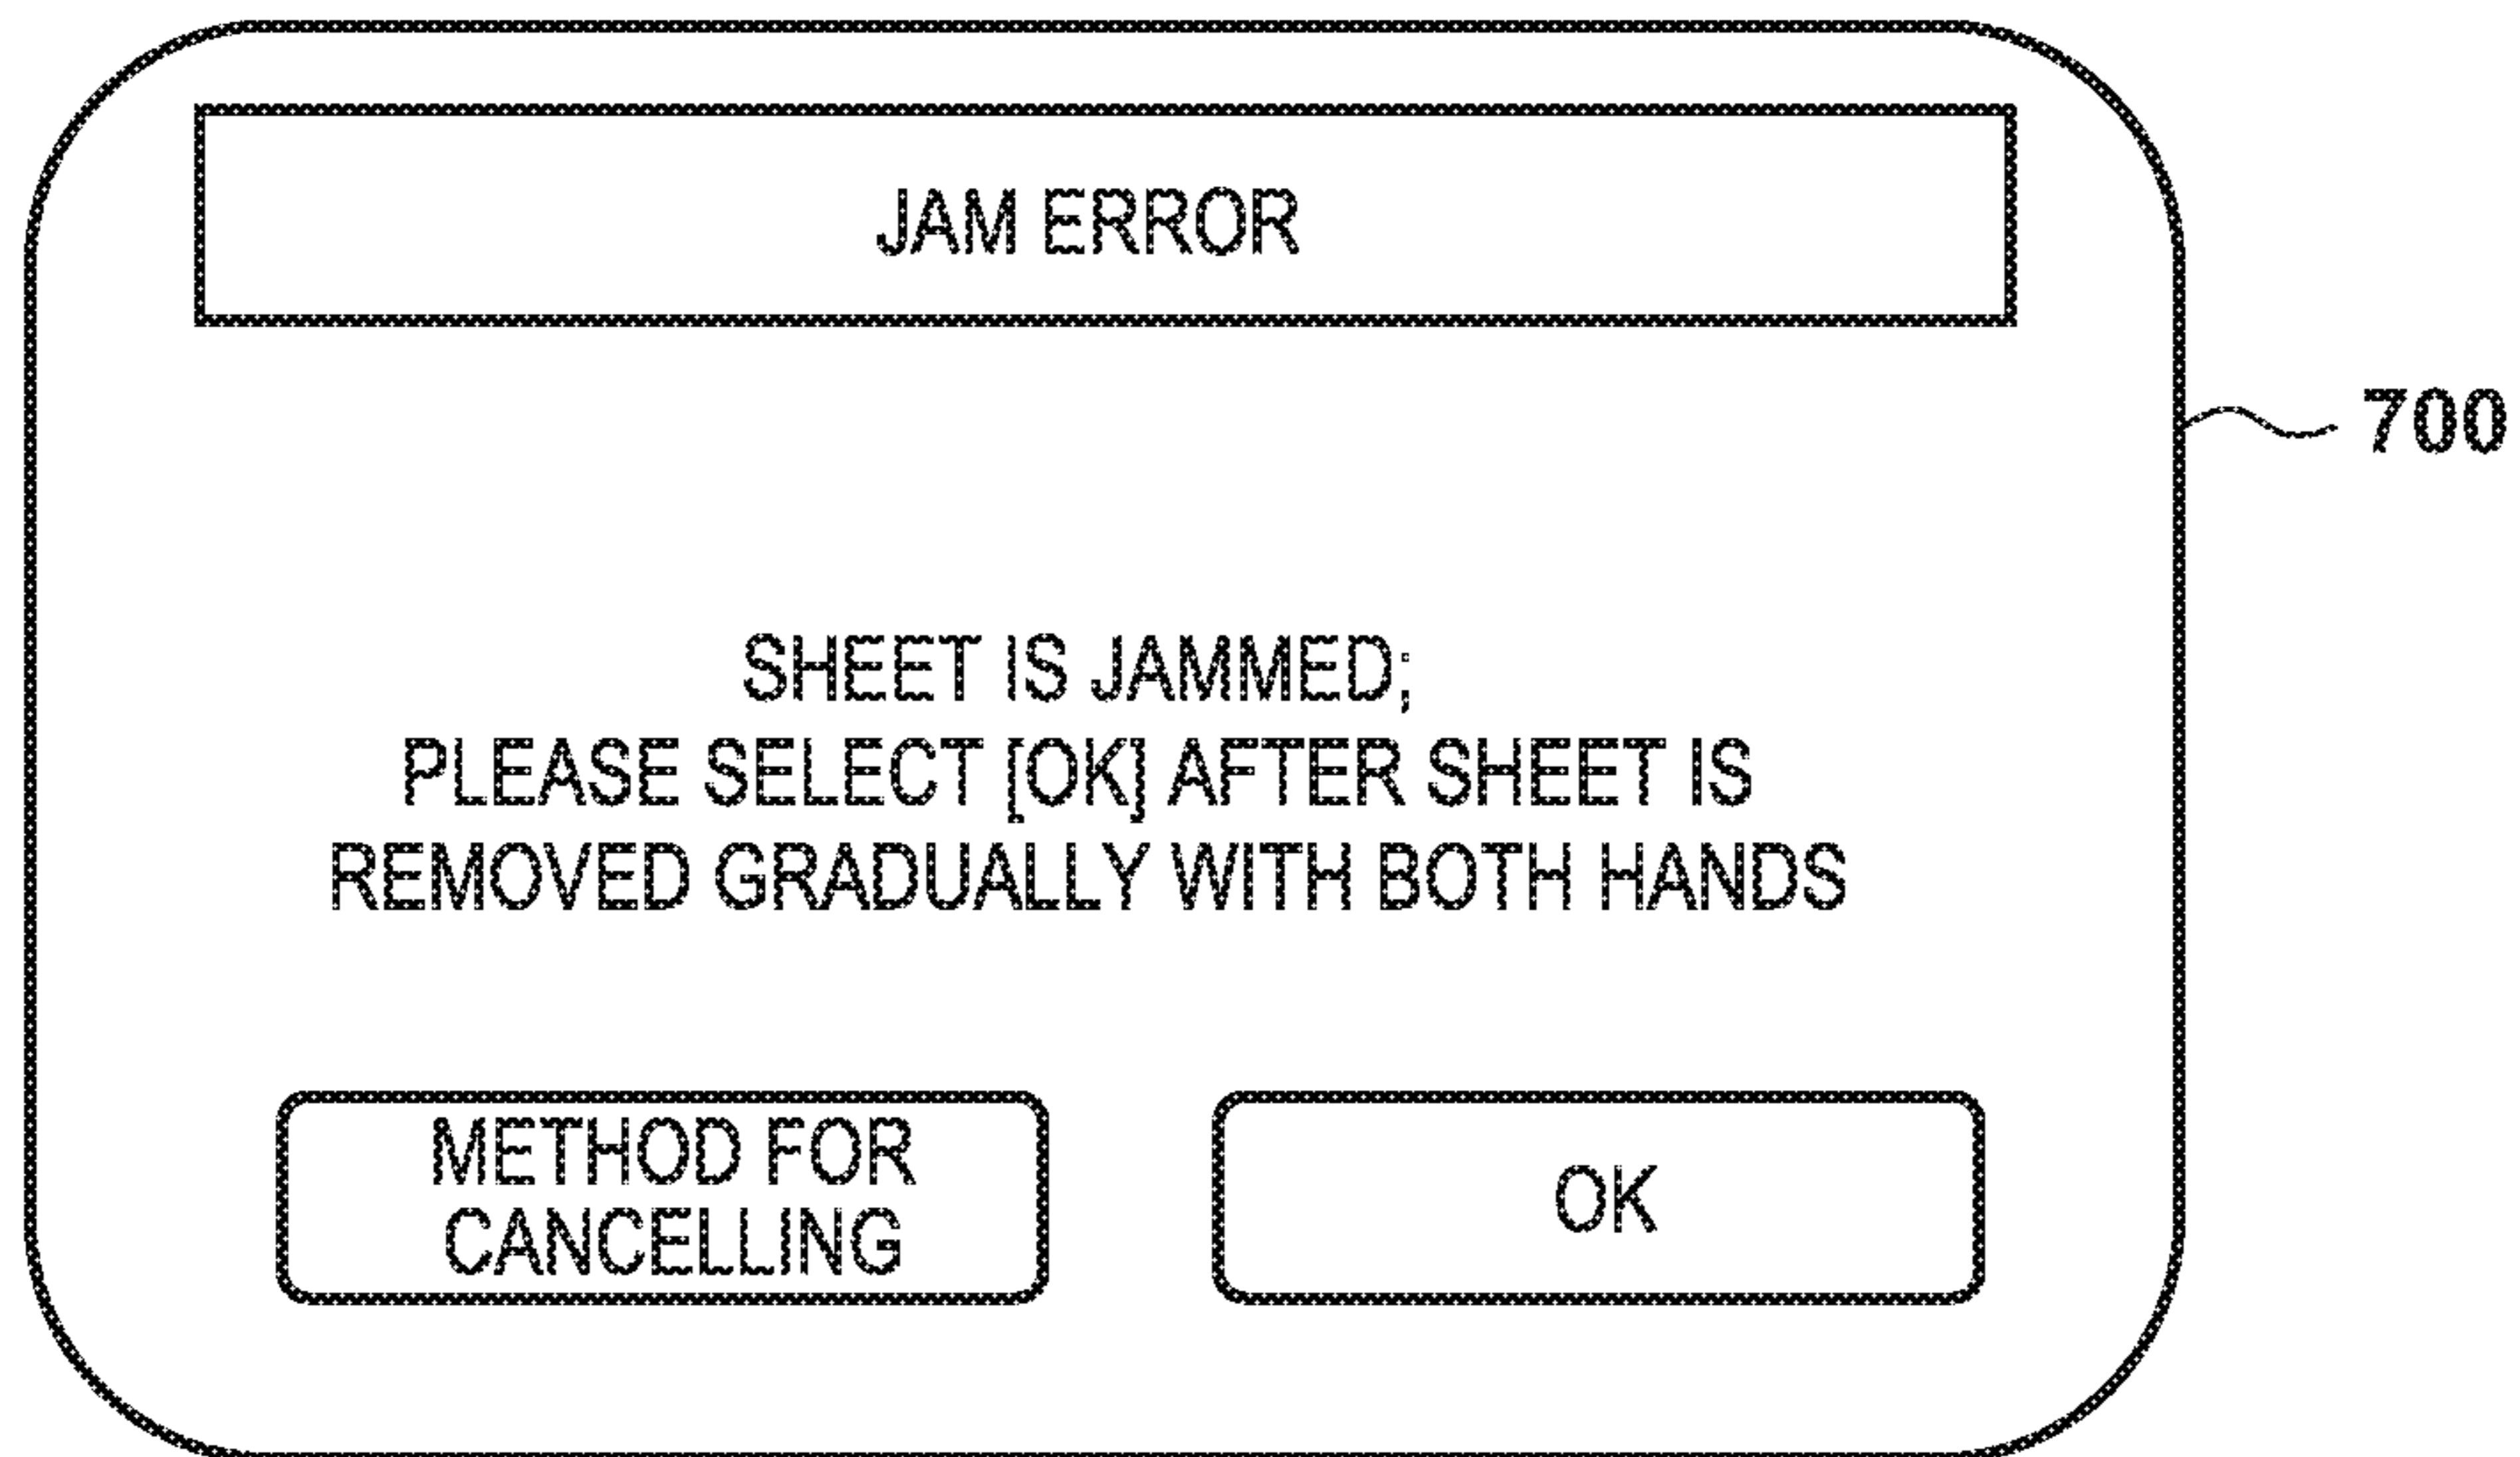 JAM ERROR
700
SHEET IS JAMMED;
PLEASE SELECT [OK] AFTER SHEET IS
REMOVED GRADUALLY WITH BOTH HANDS
METHOD FOR
CANCELLING
OK